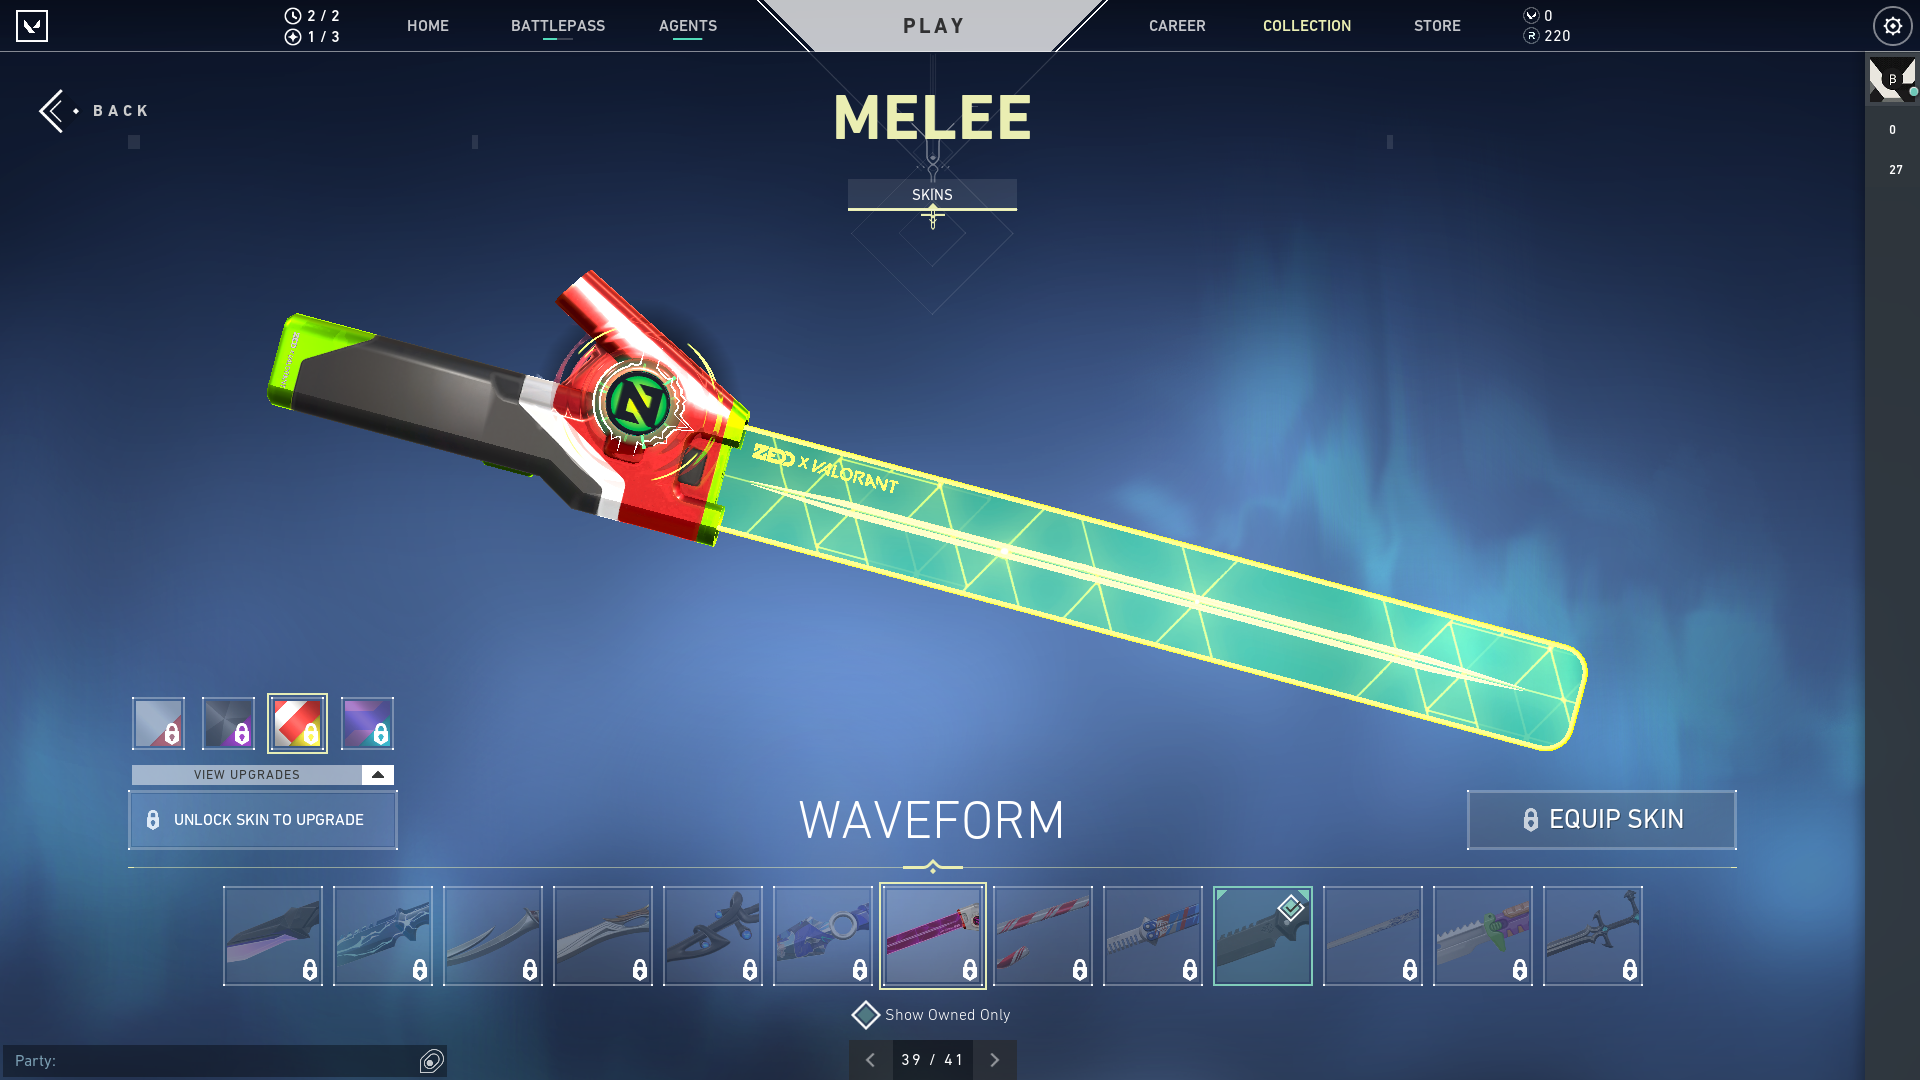 2 / 2
1 / 3
HOME
BATTLEPASS
AGENTS
PLAY
CAREER
COLLECTION
STORE
0
R 220
B
0
27
BACK
MELEE
SKINS
ZEDD X VALORANT
VIEW UPGRADES
UNLOCK SKIN TO UPGRADE
WAVEFORM
EQUIP SKIN
Show Owned Only
Party:
39 / 41